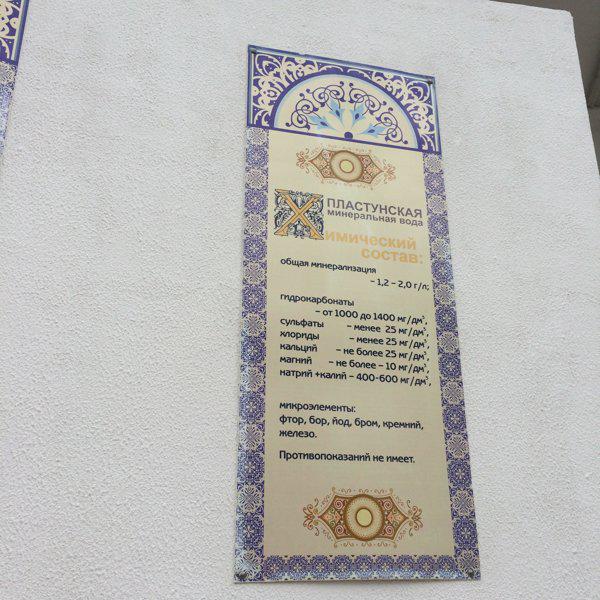 ПЛАСТУНСКАЯ
минеральная вода
Химический
состав:
общая минерализация
– 1,2 – 2,0 г/л;
гидрокарбонаты
– от 1000 до 1400 мг/дм³,
сульфаты – менее 25 мг/дм³,
хлориды – менее 25 мг/дм³,
кальций – не более 25 мг/дм³,
магний – не более – 10 мг/дм³,
натрий +калий – 400-600 мг/дм³,
микроэлементы:
фтор, бор, йод, бром, кремний,
железо.
Противопоказаний не имеет.